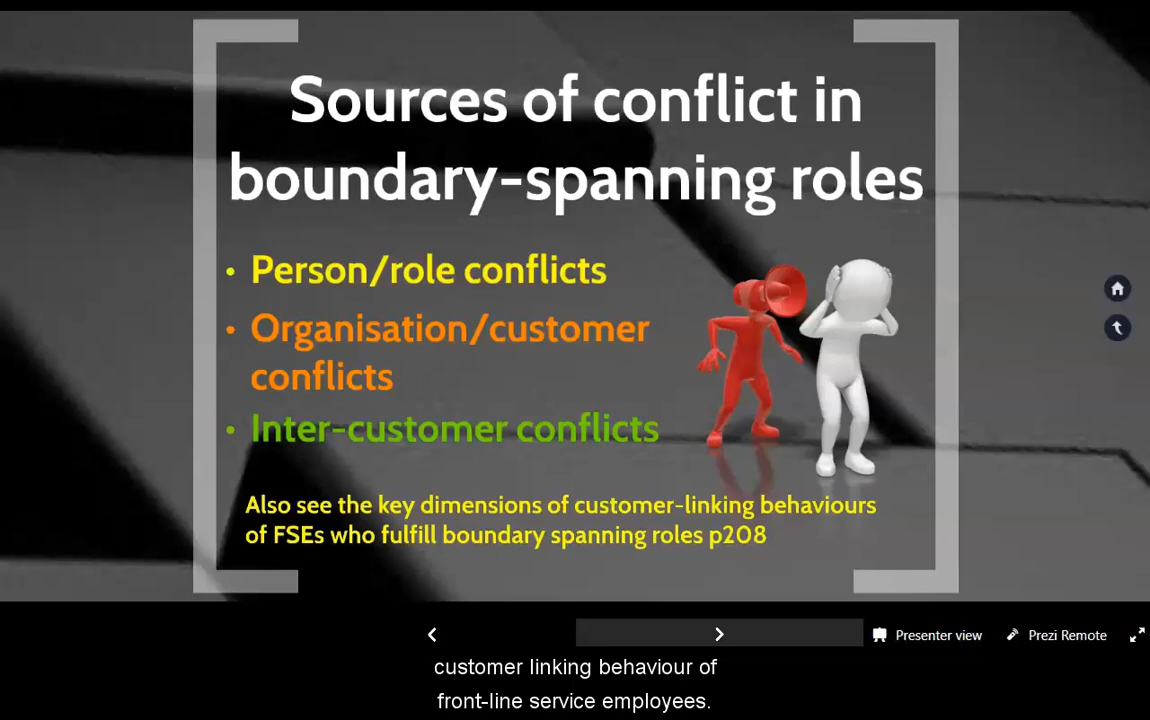 Sources of conflict in
boundary-spanning roles
• Person/role conflicts
• Organisation/customer
conflicts
• Inter-customer conflicts
Also see the key dimensions of customer-linking behaviours
of FSEs who fulfill boundary spanning roles p208
Presenter view
Prezi Remote
customer linking behaviour of
front-line service employees.